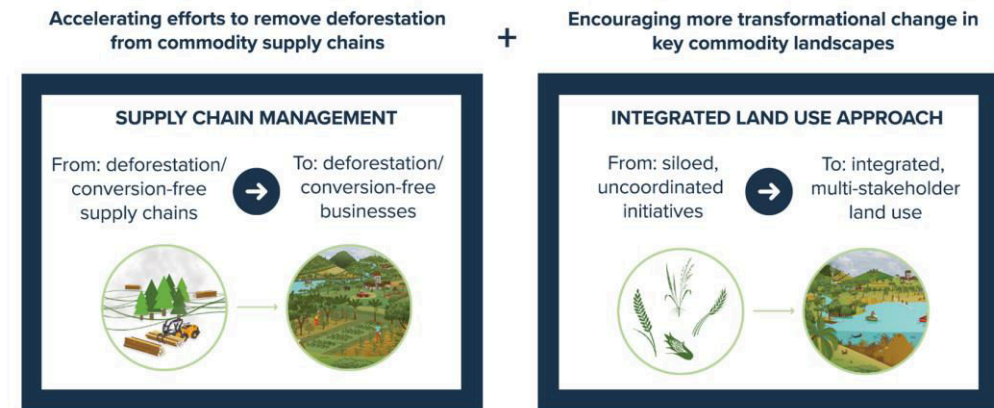 Accelerating efforts to remove deforestation
from commodity supply chains
+
Encouraging more transformational change in
key commodity landscapes
SUPPLY CHAIN MANAGEMENT
From: deforestation/
conversion-free
supply chains
To: deforestation/
conversion-free
businesses
INTEGRATED LAND USE APPROACH
From: siloed,
uncoordinated
initiatives
To: integrated,
multi-stakeholder
land use